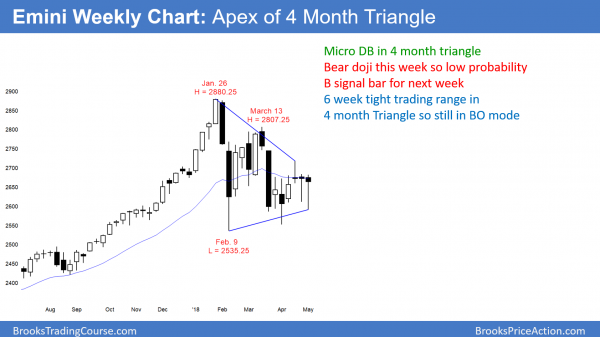 Emini Weekly Chart: Apex of 4 Month Triangle
Micro DB in 4 month triangle
Bear doji this week so low probability
B signal bar for next week
6 week tight trading range in
4 month Triangle so still in BO mode
Jan. 26
H = 2880.25
March 13
H = 2807.25
Feb. 9
L = 2535.25
2900
2850
2800
2750
2700
2650
2600
2550
2500
2450
2400
Aug Sep Oct Nov Dec '18 Feb Mar Apr May
BrooksTradingCourse.com BrooksPriceAction.com